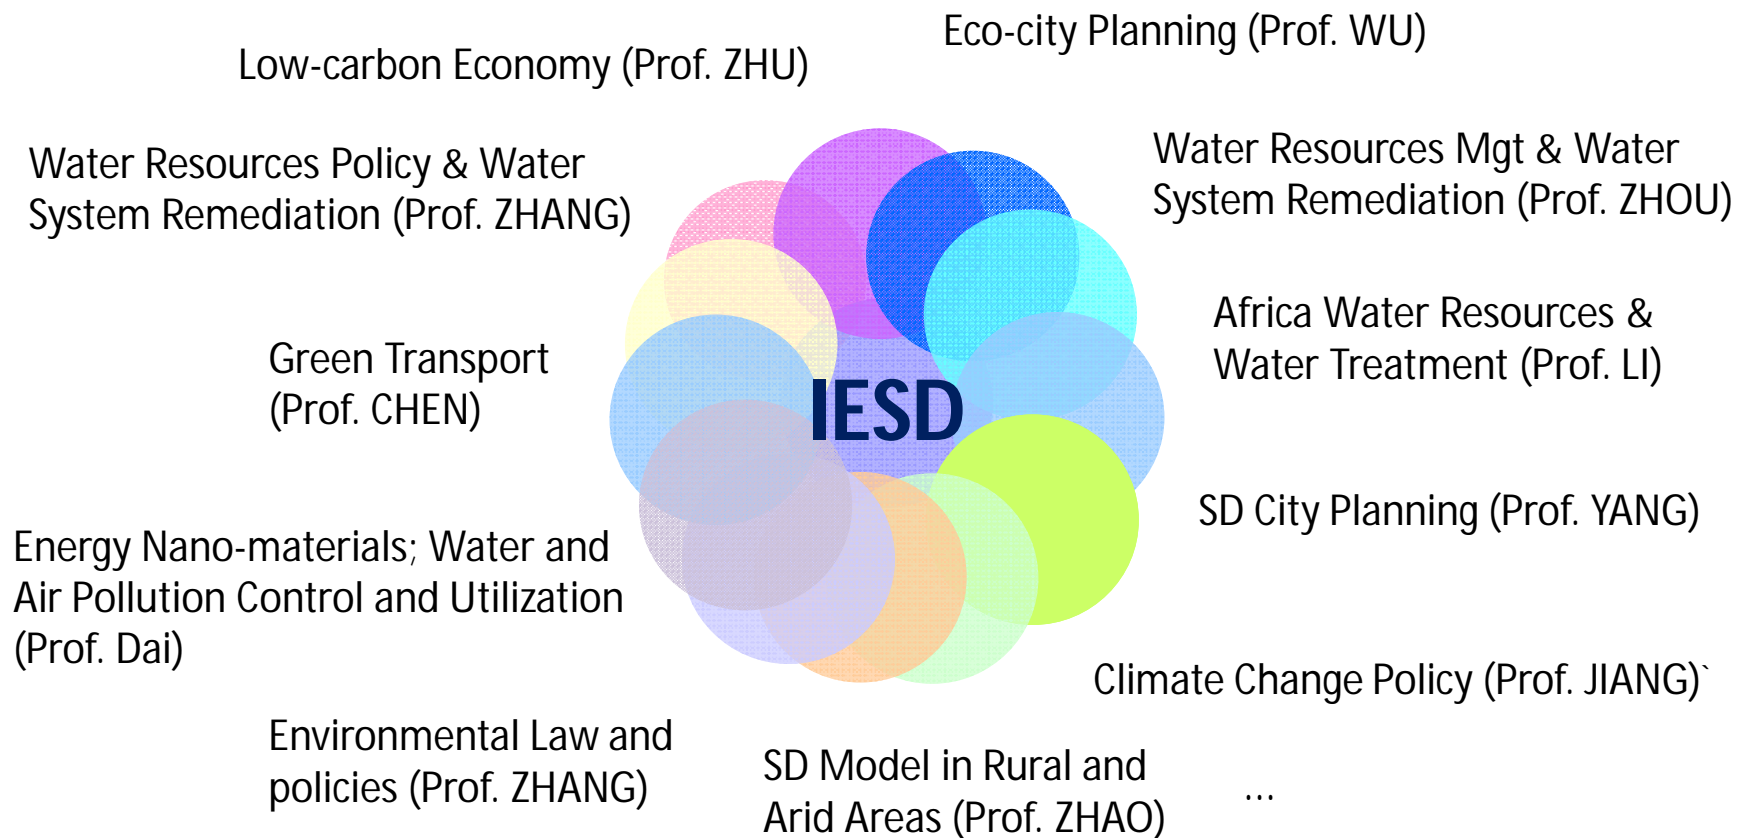 Eco-city Planning (Prof. WU)
Low-carbon Economy (Prof. ZHU)
Water Resources Policy & Water
System Remediation (Prof. ZHANG)
Water Resources Mgt & Water
System Remediation (Prof. ZHOU)
Africa Water Resources &
Water Treatment (Prof. LI)
Green Transport
(Prof. CHEN)
IESD
SD City Planning (Prof. YANG)
Energy Nano-materials; Water and
Air Pollution Control and Utilization
(Prof. Dai)
Climate Change Policy (Prof. JIANG)`
Environmental Law and
policies (Prof. ZHANG)
SD Model in Rural and
Arid Areas (Prof. ZHAO)
...